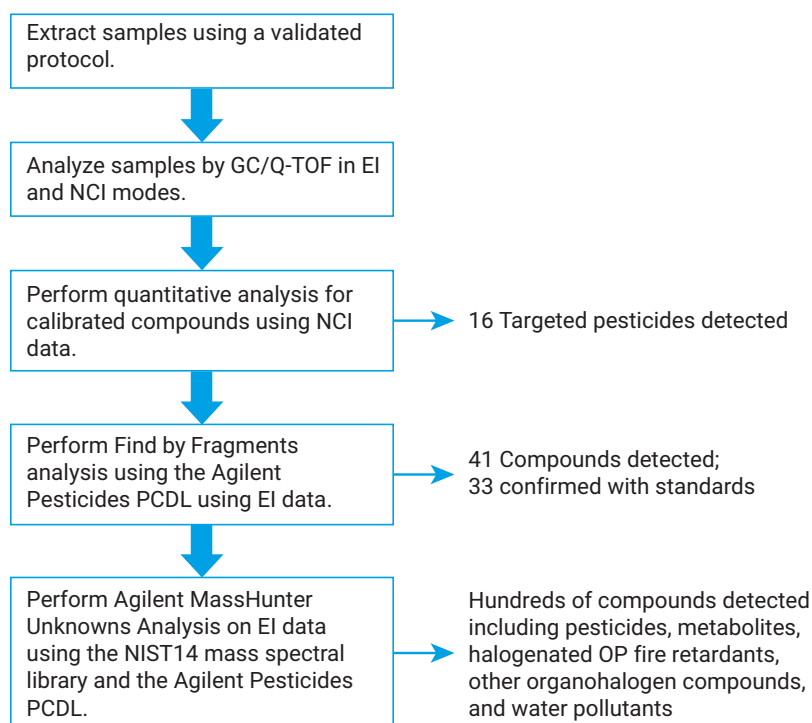 Extract samples using a validated
protocol.
Analyze samples by GC/Q-TOF in EI
and NCI modes.
Perform quantitative analysis for
calibrated compounds using NCI
data.
16 Targeted pesticides detected
Perform Find by Fragments
analysis using the Agilent
Pesticides PCDL using EI data.
41 Compounds detected;
33 confirmed with standards
Perform Agilent MassHunter
Unknowns Analysis on EI data
using the NIST14 mass spectral
library and the Agilent Pesticides
PCDL.
Hundreds of compounds detected
including pesticides, metabolites,
halogenated OP fire retardants,
other organohalogen compounds,
and water pollutants